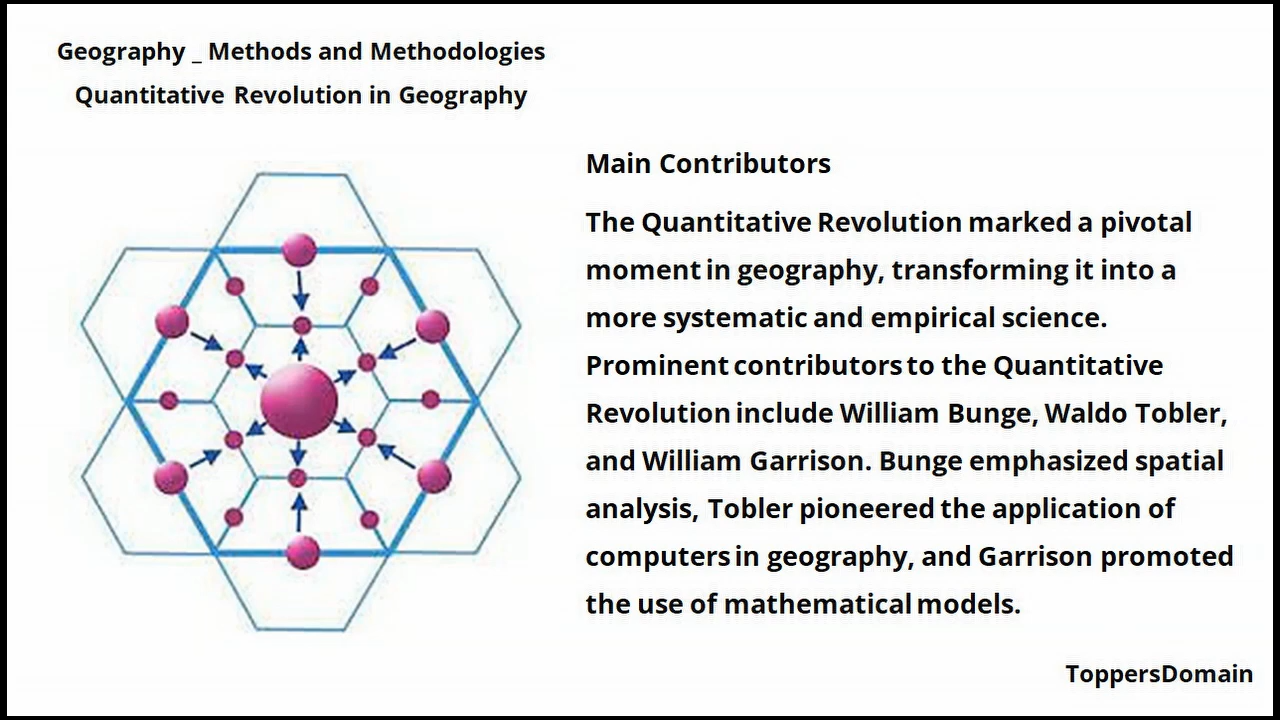 Geography _ Methods and Methodologies
Quantitative Revolution in Geography
Main Contributors
The Quantitative Revolution marked a pivotal
moment in geography, transforming it into a
more systematic and empirical science.
Prominent contributors to the Quantitative
Revolution include William Bunge, Waldo Tobler,
and William Garrison. Bunge emphasized spatial
analysis, Tobler pioneered the application of
computers in geography, and Garrison promoted
the use of mathematical models.
ToppersDomain